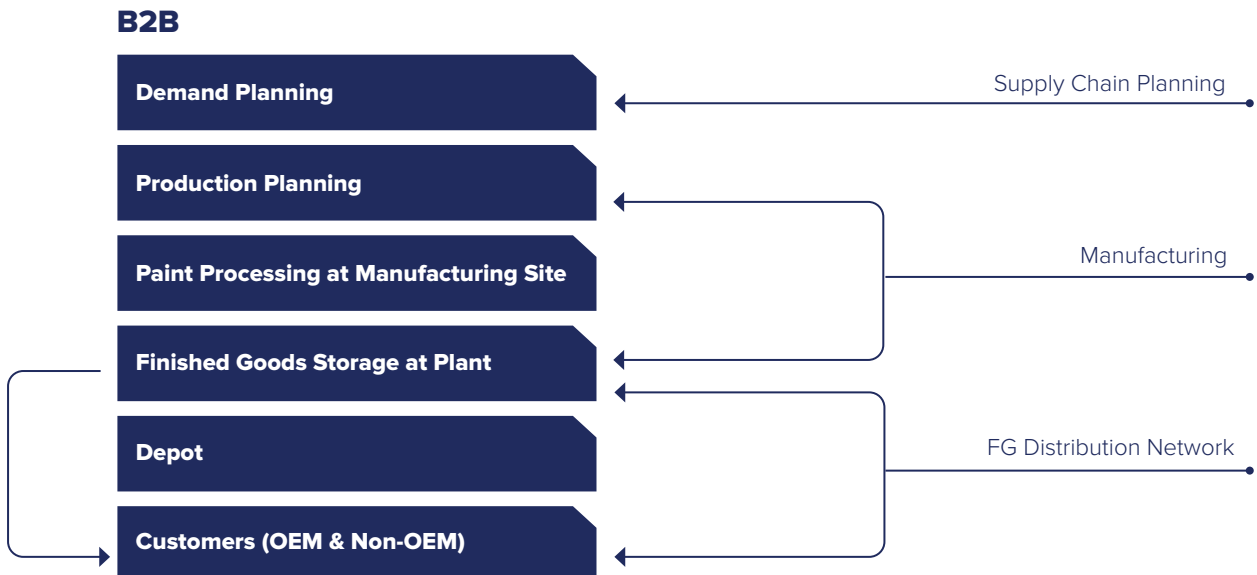 B2B
Demand Planning
Supply Chain Planning
Production Planning
Manufacturing
Paint Processing at Manufacturing Site
Finished Goods Storage at Plant
FG Distribution Network
Depot
Customers (OEM & Non-OEM)